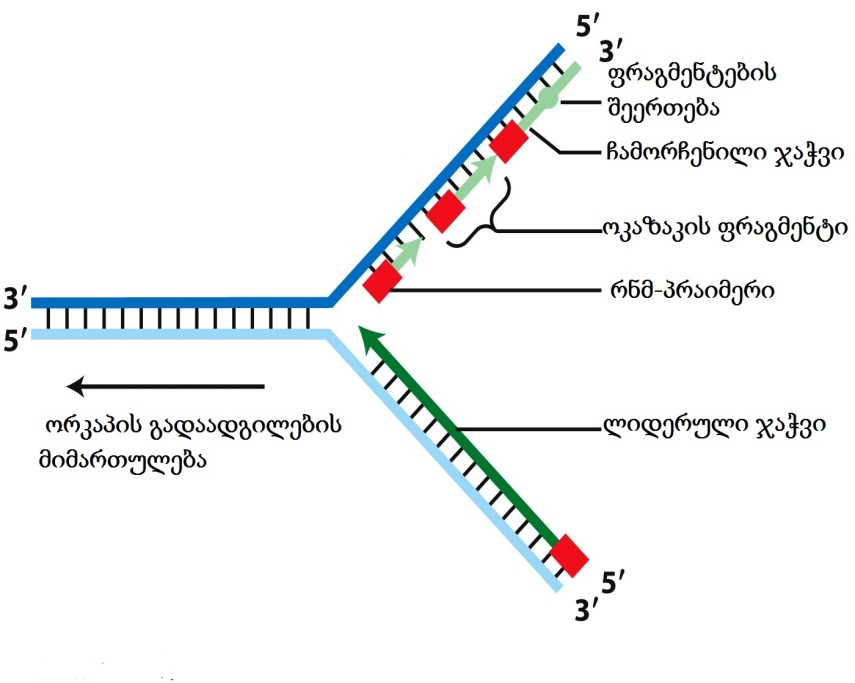 5′
3′
ფრაგმენტების
შეერთება
ჩამორჩენილი ჯაჭვი
ოკაზაკის ფრაგმენტი
რნმ-პრაიმერი
3′
5′
ორკაპის გადაადგილების
მიმართულება
ლიდერული ჯაჭვი
5′
3′